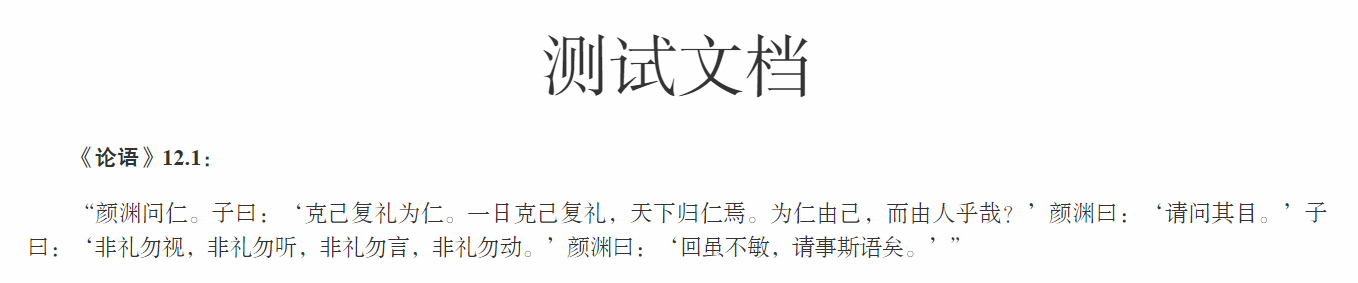 测试文档
《论语》12.1：
“颜渊问仁。子曰：‘克己复礼为仁。一日克己复礼，天下归仁焉。为仁由己，而由人乎哉？’颜渊曰：‘请问其目。’子
曰：‘非礼勿视，非礼勿听，非礼勿言，非礼勿动。’颜渊曰：‘回虽不敏，请事斯语矣。’”